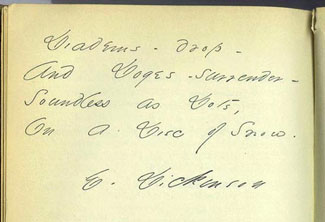 Diadems - drop -
And Doges - surrender -
Soundless as Dots,
On a Disc of Snow.
E. Dickinson